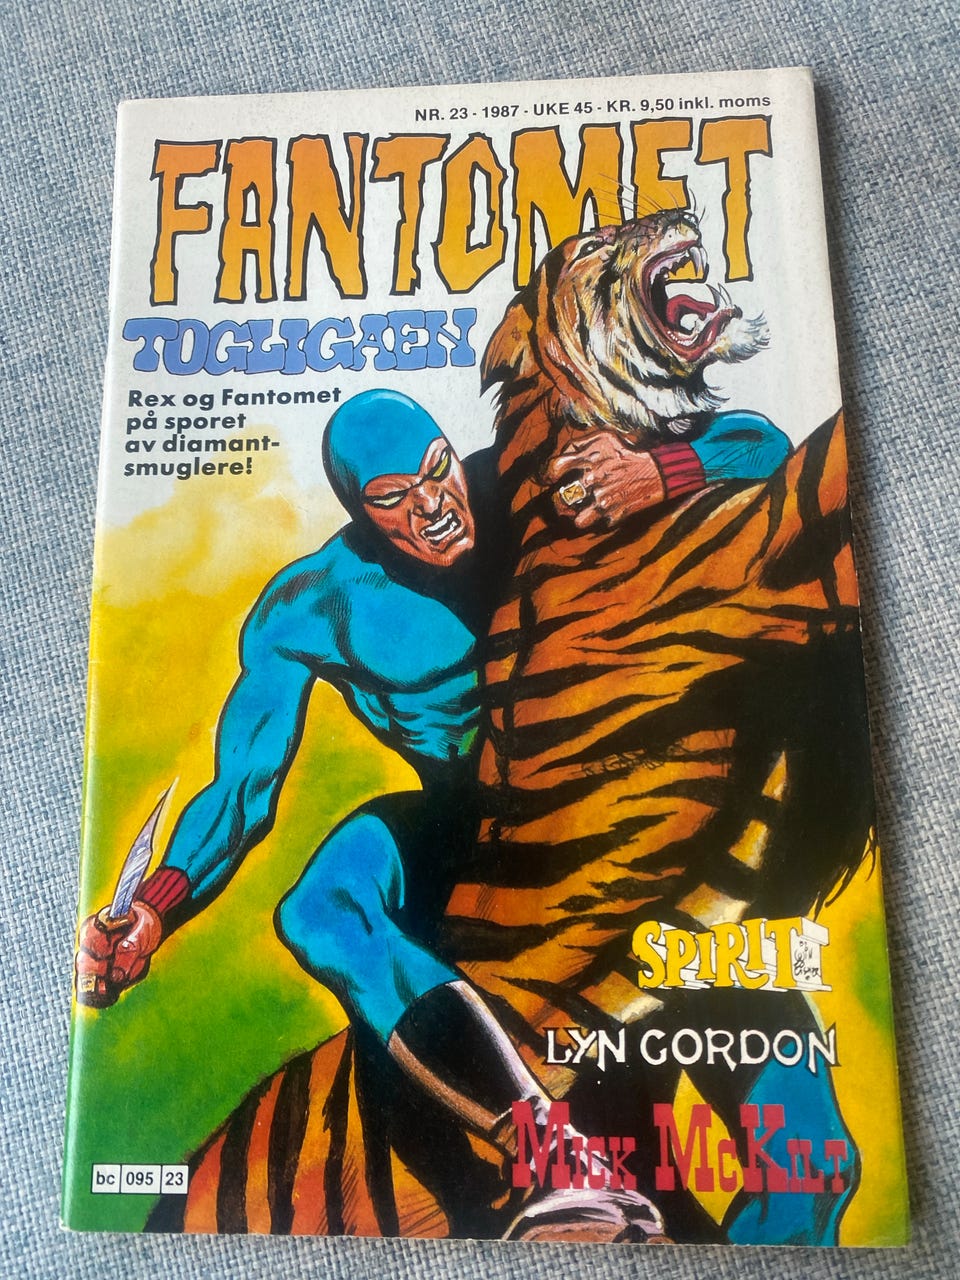 NR. 23 - 1987 - UKE 45 - KR. 9,50 inkl. moms
FANTOMET
TOGLIGAEN
Rex og Fantomet
på sporet
av diamant-
smuglere!
SPIRIT
LYN GORDON
MICK MCKILT
bc 095 23